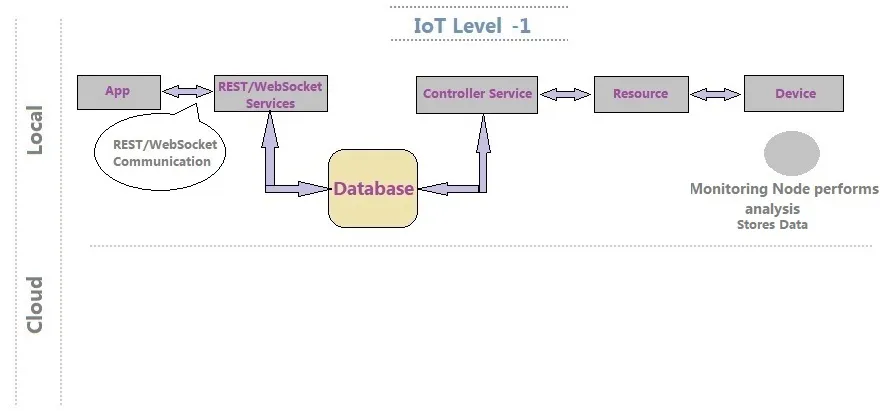 IoT Level -1
Local
App
REST/WebSocket
Services
Controller Service
Resource
Device
REST/WebSocket
Communication
Database
Monitoring Node performs
analysis
Stores Data
Cloud